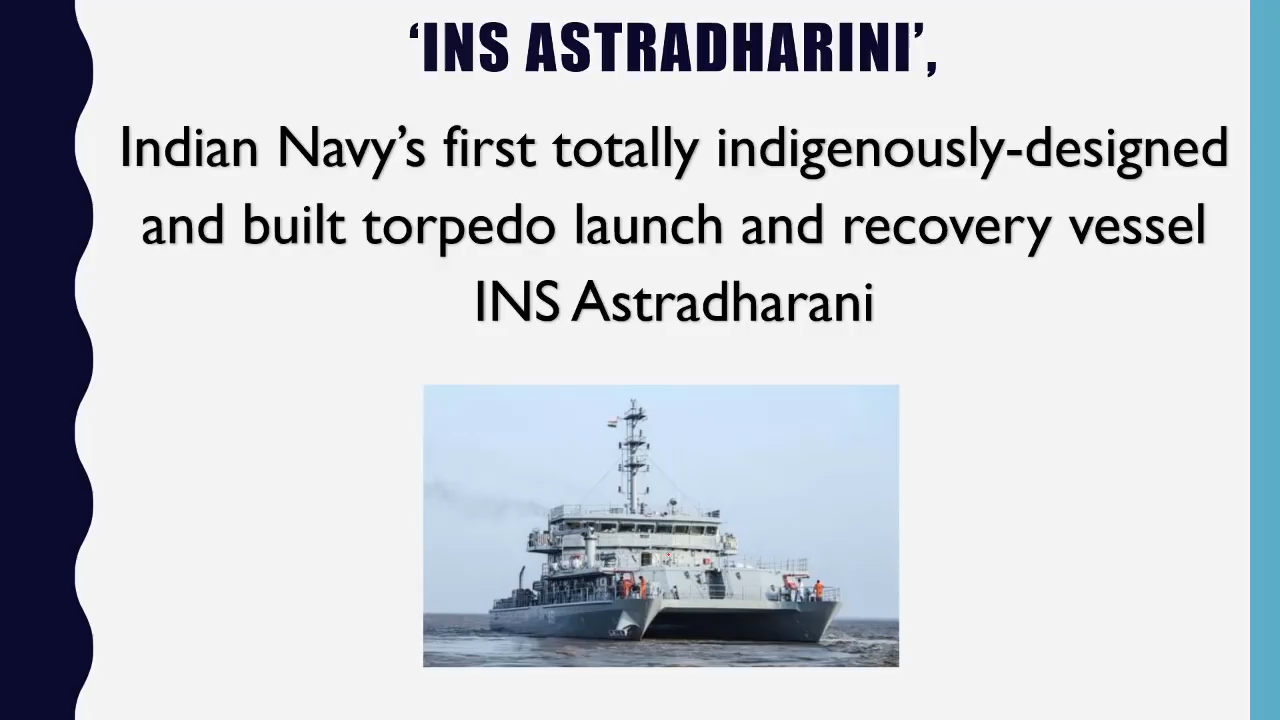 ‘INS ASTRADHARINI’,
Indian Navy’s first totally indigenously-designed
and built torpedo launch and recovery vessel
INS Astradharani